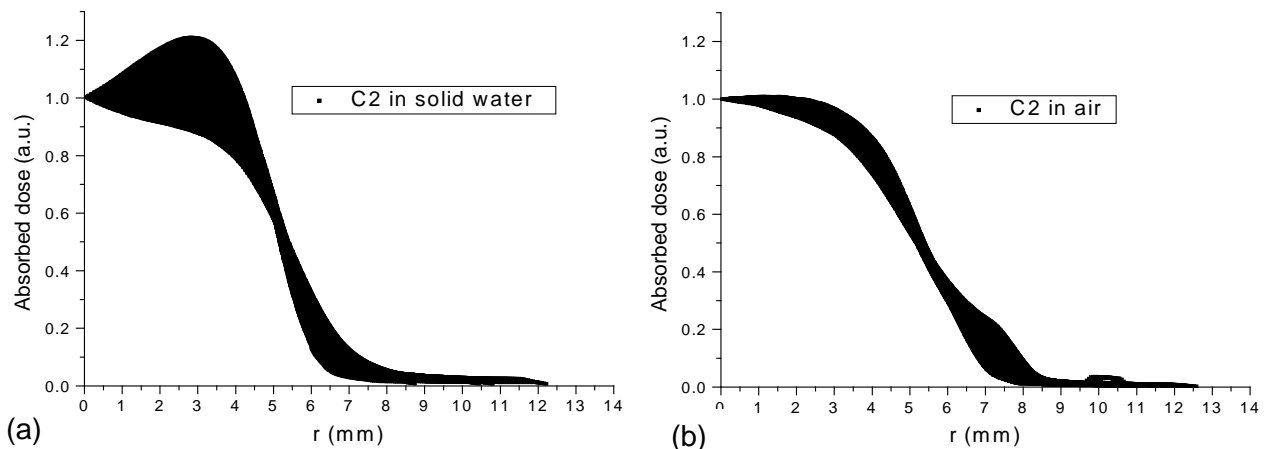 1.2
1.0
0.8
0.6
0.4
0.2
0.0
Absorbed dose (a.u.)
C2 in solid water
0 1 2 3 4 5 6 7 8 9 10 11 12 13 14
r (mm)
(a)
1.2
1.0
0.8
0.6
0.4
0.2
0.0
Absorbed dose (a.u.)
C2 in air
0 1 2 3 4 5 6 7 8 9 10 11 12 13 14
r (mm)
(b)